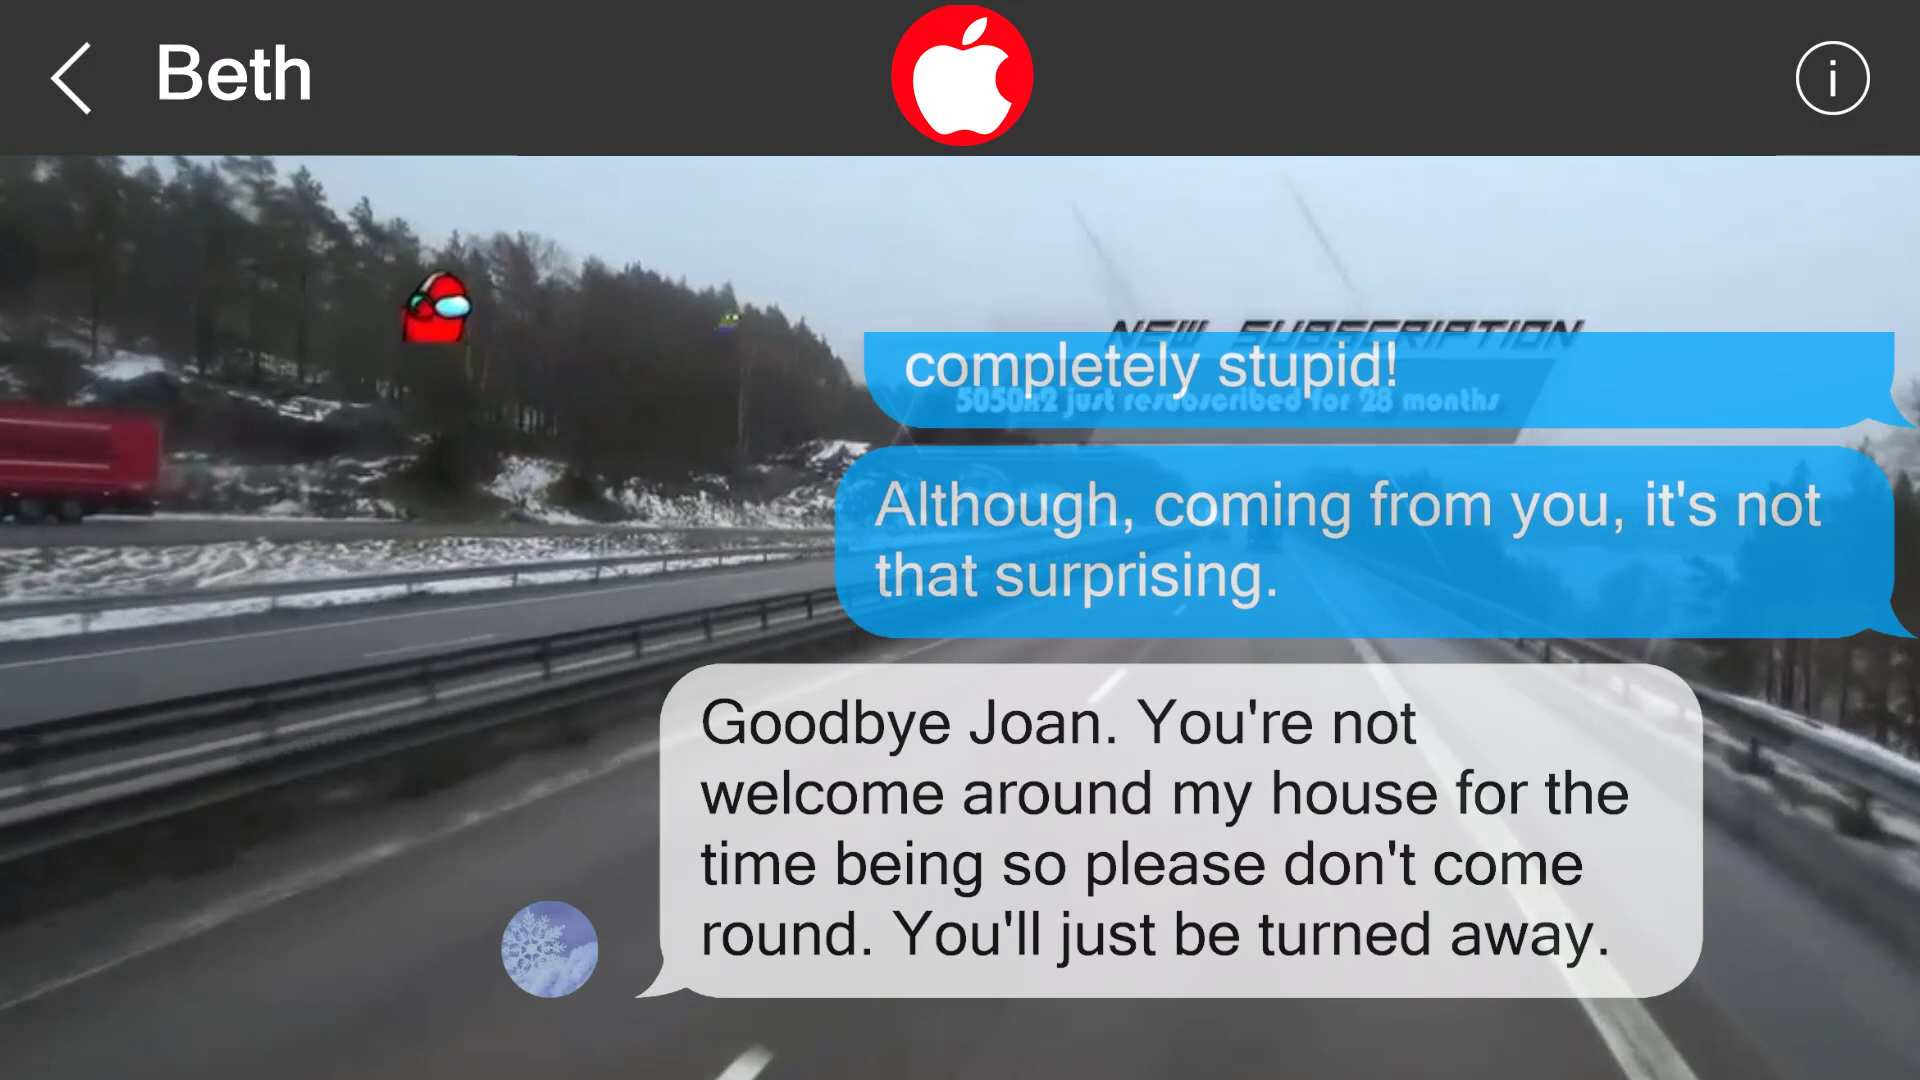 Beth
i
NEW SUBSCRIPTION
completely stupid!
5050n2 just resubscribed for 28 months
Although, coming from you, it's not
that surprising.
Goodbye Joan. You're not
welcome around my house for the
time being so please don't come
round. You'll just be turned away.